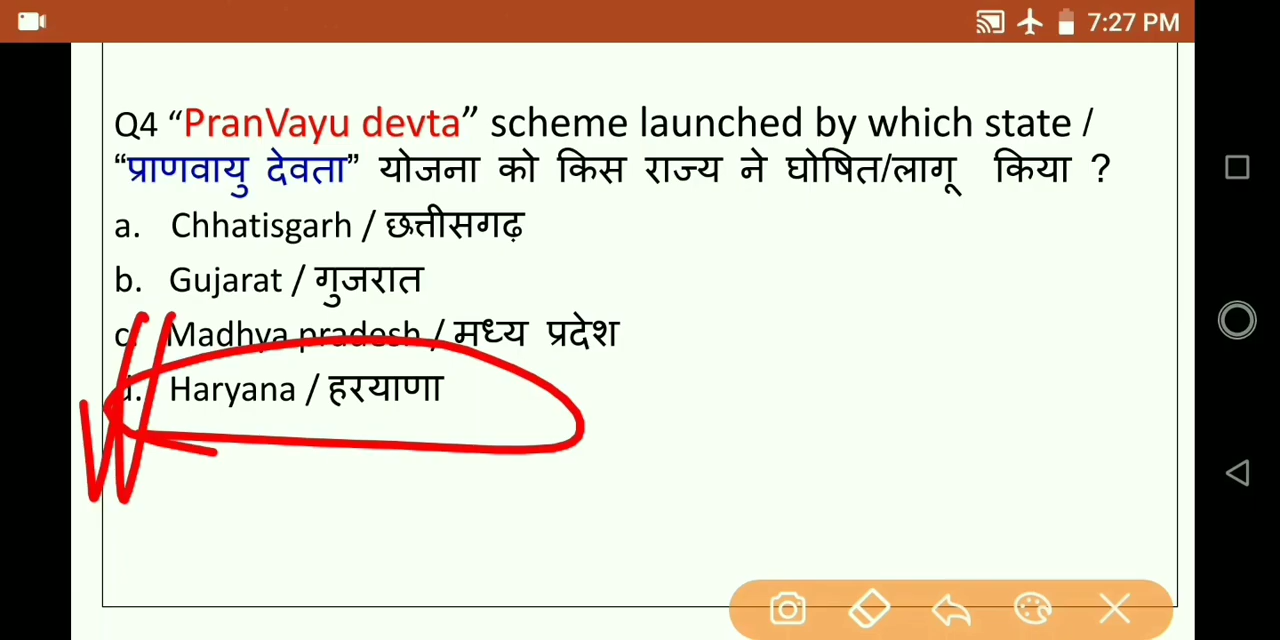 7:27 PM
Q4 “PranVayu devta” scheme launched by which state /
“प्राणवायु देवता” योजना को किस राज्य ने घोषित/लागू किया ?
a. Chhatisgarh / छत्तीसगढ़
b. Gujarat / गुजरात
c. Madhya pradesh / मध्य प्रदेश
d. Haryana / हरयाणा